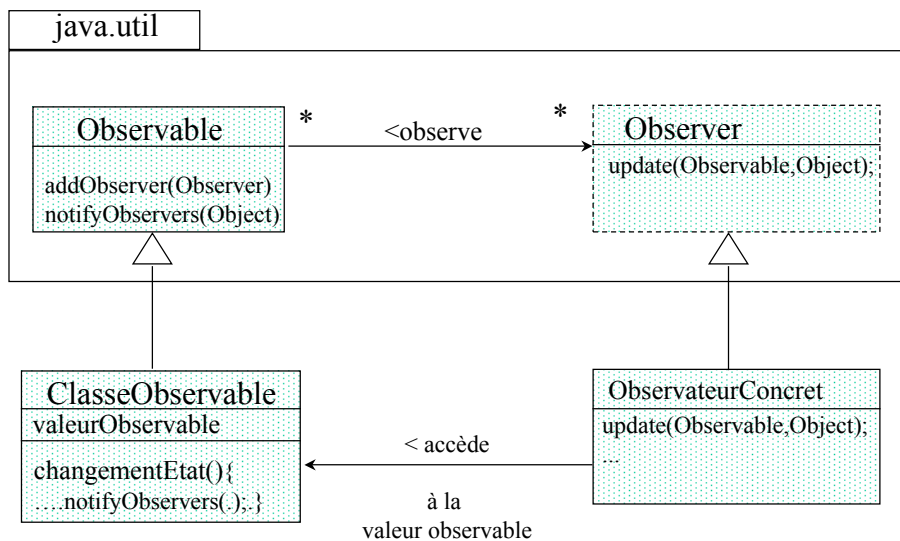 java.util
Observable
addObserver(Observer)
notifyObservers(Object)
*
<observe
*
Observer
update(Observable,Object);
ClasseObservable
valeurObservable
changementEtat(){
….notifyObservers(.);.}
< accède
à la
valeur observable
ObservateurConcret
update(Observable,Object);
...